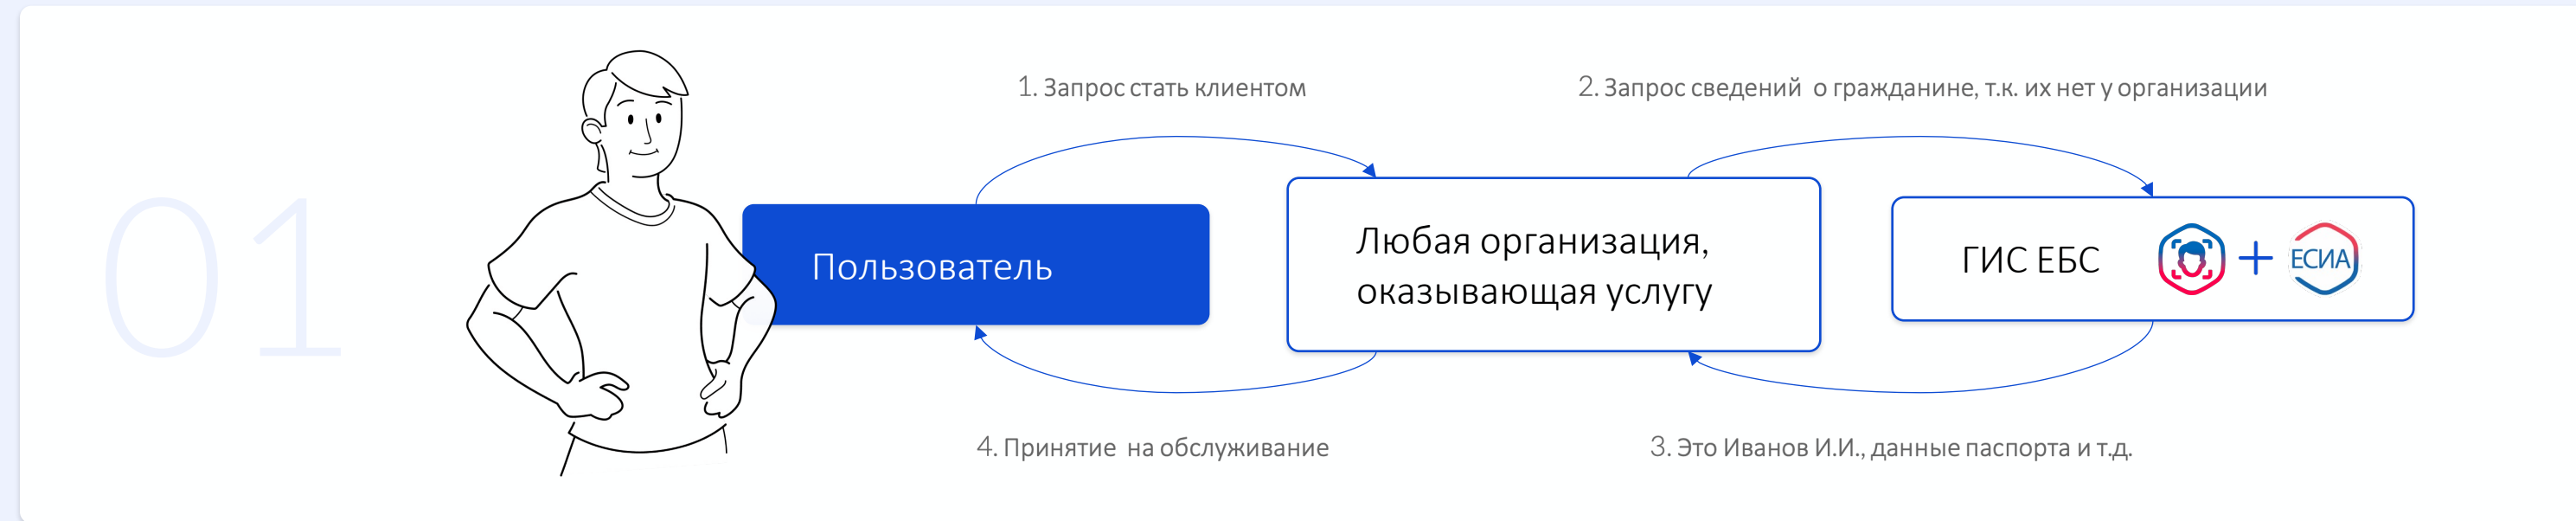 01
1. Запрос стать клиентом
2. Запрос сведений о гражданине, т.к. их нет у организации
Пользователь
Любая организация,
оказывающая услугу
ГИС ЕБС
+
ЕСИА
4. Принятие на обслуживание
3. Это Иванов И.И., данные паспорта и т.д.